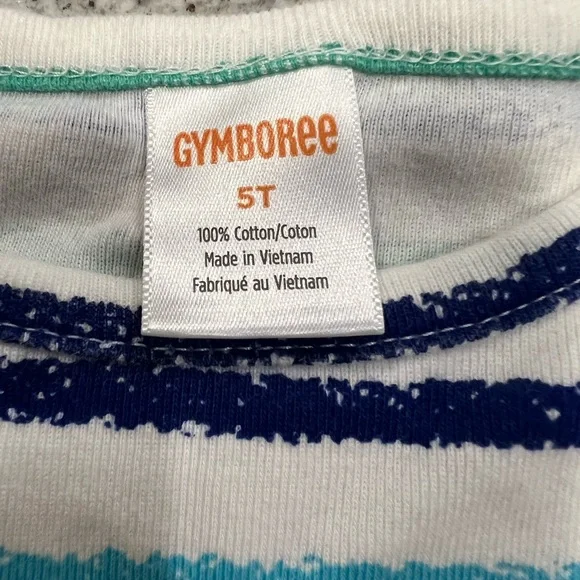 GYMBOREE
5T
100% Cotton/Coton
Made in Vietnam
Fabriqué au Vietnam